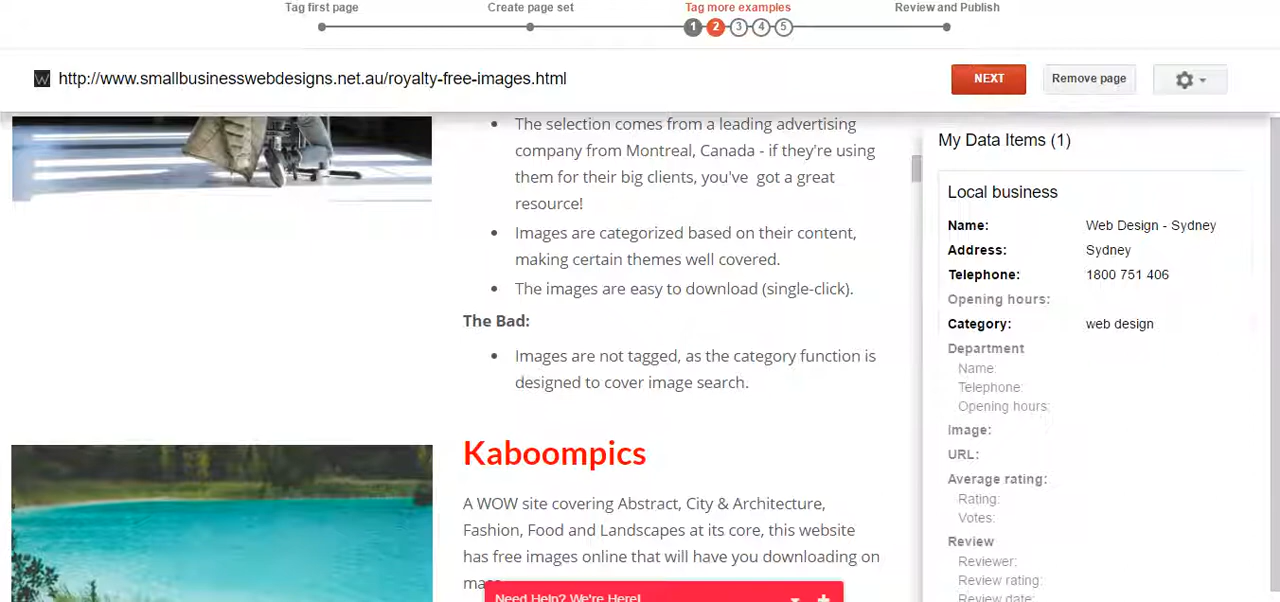 Tag first page
Create page set
Tag more examples
Review and Publish
1 2 3 4 5
W http://www.smallbusinesswebdesigns.net.au/royalty-free-images.html
NEXT
Remove page
• The selection comes from a leading advertising
company from Montreal, Canada - if they're using
them for their big clients, you've got a great
resource!
• Images are categorized based on their content,
making certain themes well covered.
• The images are easy to download (single-click).
The Bad:
• Images are not tagged, as the category function is
designed to cover image search.
Kaboompics
A WOW site covering Abstract, City & Architecture,
Fashion, Food and Landscapes at its core, this website
has free images online that will have you downloading on
Need Help? We're Here!
My Data Items (1)
Local business
Name: Web Design - Sydney
Address: Sydney
Telephone: 1800 751 406
Opening hours:
Category: web design
Department
Name:
Telephone:
Opening hours:
Image:
URL:
Average rating:
Rating:
Votes:
Review
Reviewer:
Review rating:
Review date: